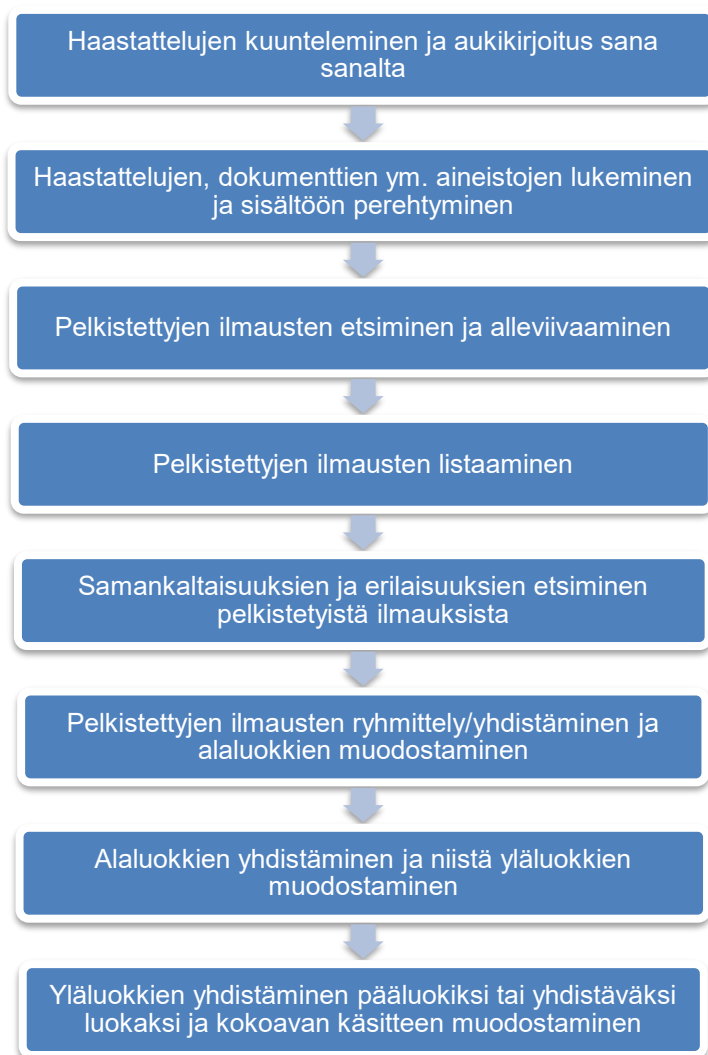 Haastattelujen kuunteleminen ja aukikirjoitus sana
sanalta
Haastattelujen, dokumenttien ym. aineistojen lukeminen
ja sisältöön perehtyminen
Pelkistettyjen ilmausten etsiminen ja alleviivaaminen
Pelkistettyjen ilmausten listaaminen
Samankaltaisuuksien ja erilaisuuksien etsiminen
pelkistetyistä ilmauksista
Pelkistettyjen ilmausten ryhmittely/yhdistäminen ja
alaluokkien muodostaminen
Alaluokkien yhdistäminen ja niistä yläluokkien
muodostaminen
Yläluokkien yhdistäminen pääluokiksi tai yhdistäväksi
luokaksi ja kokoavan käsitteen muodostaminen